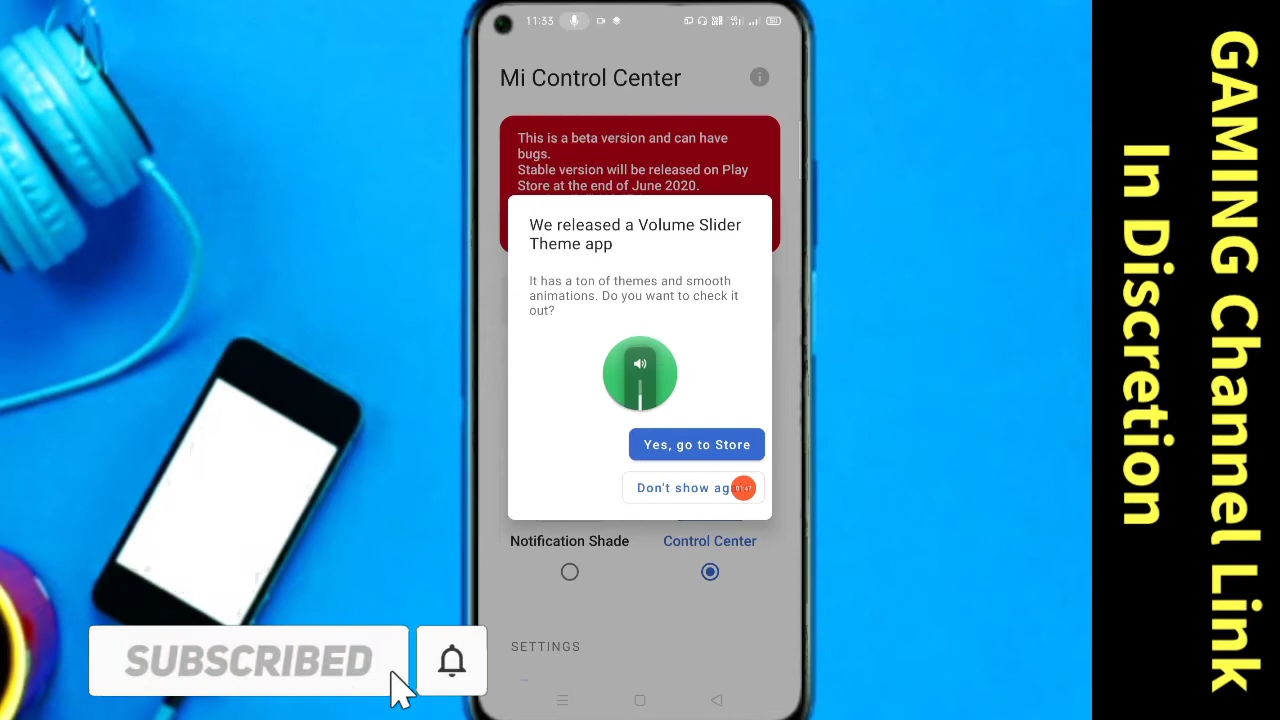 11:33
Mi Control Center
This is a beta version and can have
bugs.
Stable version will be released on Play
Store at the end of June 2020.
We released a Volume Slider
Theme app
It has a ton of themes and smooth
animations. Do you want to check it
out?
Yes, go to Store
Don't show ag
01:47
Notification Shade
Control Center
SETTINGS
SUBSCRIBED
GAMING Channel Link
In Discretion